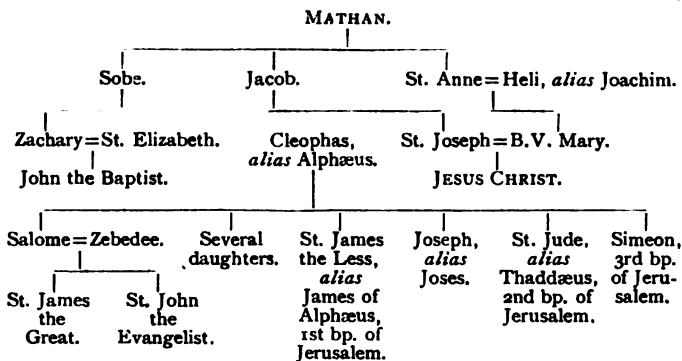 MATHAN.
Sobe. Jacob. St. Anne=Heli, alias Joachim.
Zachary=St. Elizabeth. Cleophas, St. Joseph=B.V. Mary.
alias Alphæus.
John the Baptist. JESUS CHRIST.
Salome=Zebedee. Several St. James Joseph, St. Jude, Simeon,
daughters. the Less, alias alias 3rd bp.
alias Joses. Thaddæus, of Jeru-
St. James St. John James of 2nd bp. of salem.
the the Alphæus, Jerusalem.
Great. Evangelist. 1st bp. of
Jerusalem.